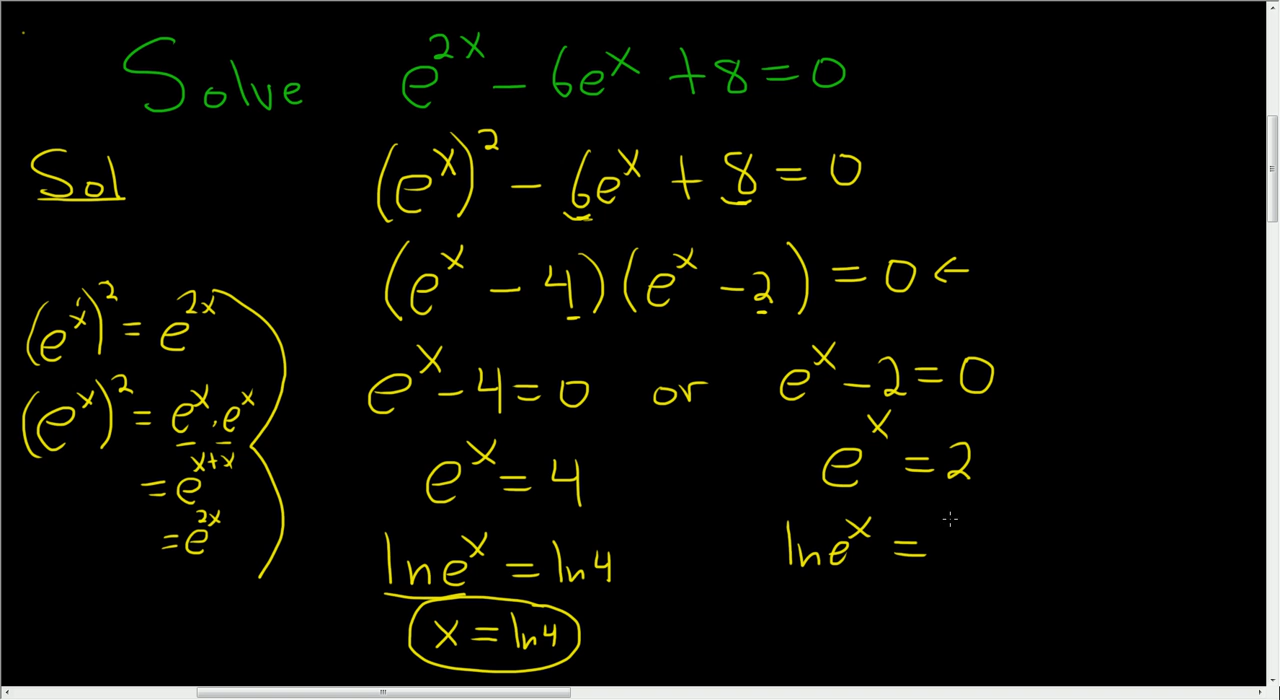 Solve e^{2x} - 6e^x + 8 = 0
Sol
(e^x)^2 - 6e^x + 8 = 0
(e^x - 4)(e^x - 2) = 0 ←
(e^x)^2 = e^{2x}
(e^x)^2 = e^x · e^x
= e^{x+x}
= e^{2x}
e^x - 4 = 0 or e^x - 2 = 0
e^x = 4
e^x = 2
ln e^x = ln 4
ln e^x =
x = ln 4